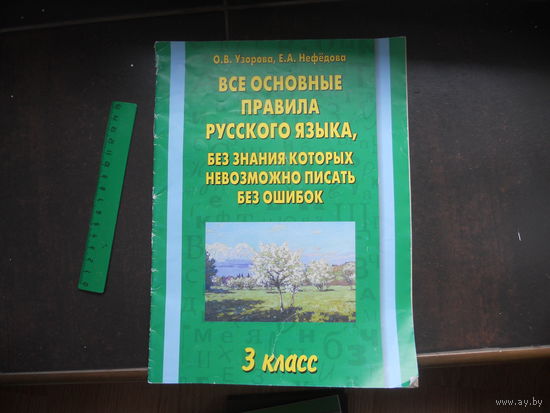 О.В. Узорова, Е.А. Нефёдова
ВСЕ ОСНОВНЫЕ
ПРАВИЛА
РУССКОГО ЯЗЫКА,
БЕЗ ЗНАНИЯ КОТОРЫХ
НЕВОЗМОЖНО ПИСАТЬ
БЕЗ ОШИБОК
3 класс
www.ay.by